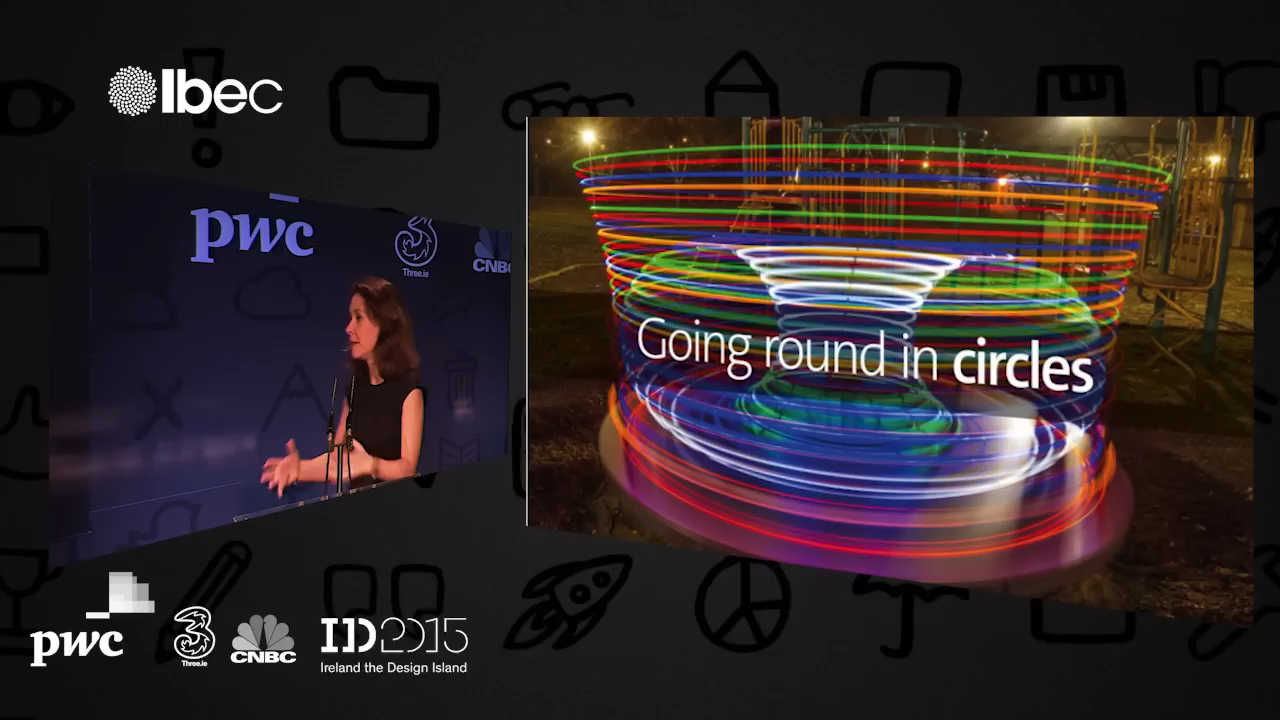 Ibec
pwc
Three.ie
CNBC
Going round in circles
pwc
Three.ie
CNBC
ID2015
Ireland the Design Island